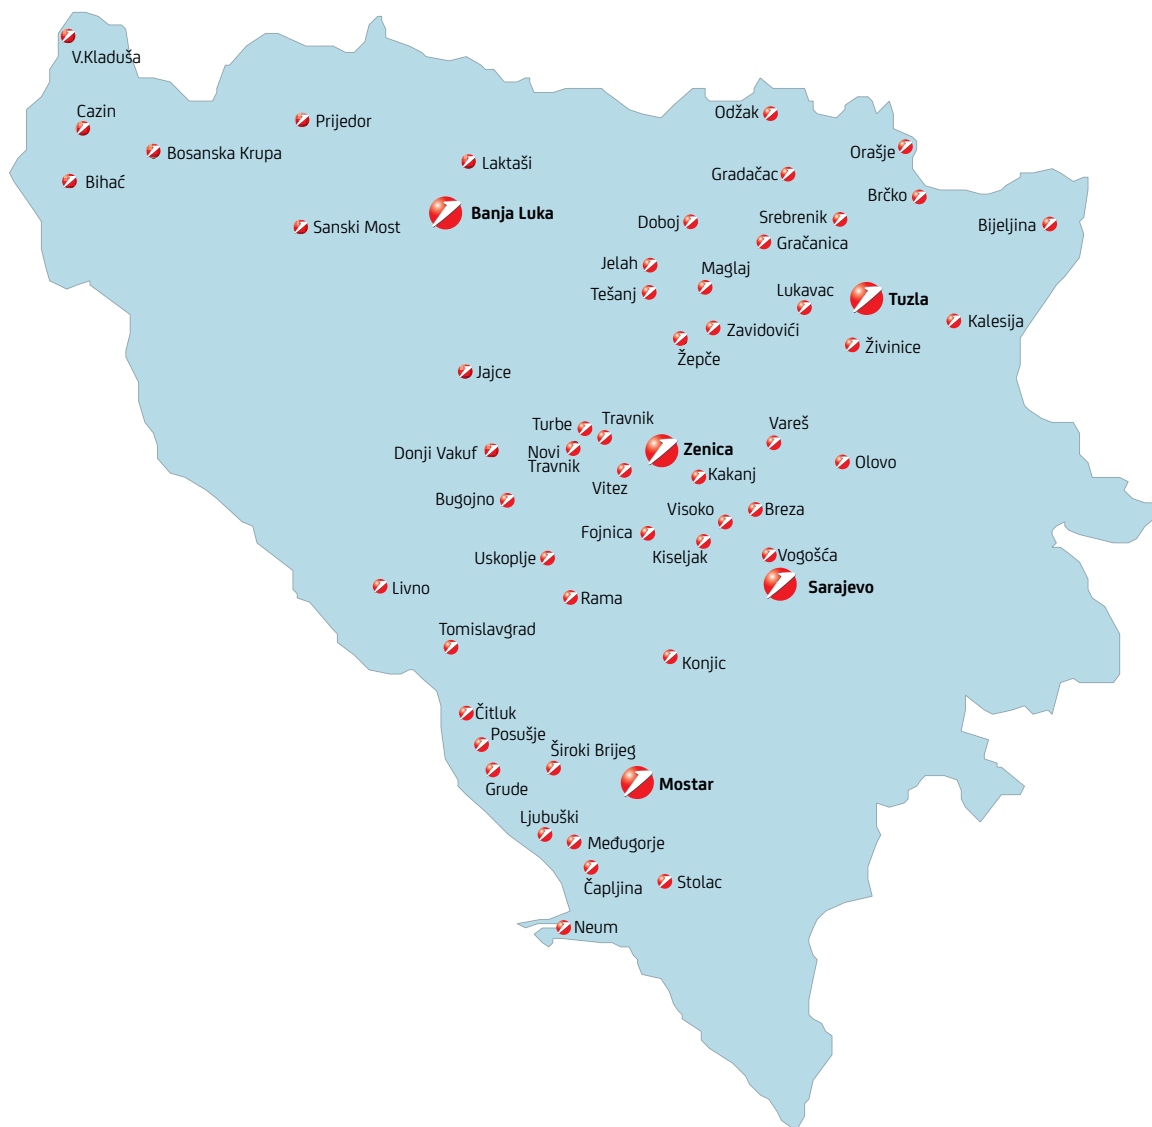 V.Kladuša
Cazin
Prijedor
Odžak
Bosanska Krupa
Orašje
Laktaši
Gradačac
Bihać
Brčko
Banja Luka
Sanski Most
Doboj
Srebrenik
Bijeljina
Gračanica
Jelah
Maglaj
Tešanj
Lukavac
Tuzla
Kalesija
Zavidovići
Žepče
Živinice
Jajce
Turbe
Travnik
Vareš
Donji Vakuf
Novi
Travnik
Zenica
Olovo
Vitez
Kakanj
Bugojno
Visoko
Breza
Fojnica
Kiseljak
Uskoplje
Vogošća
Livno
Rama
Sarajevo
Tomislavgrad
Konjic
Čitluk
Posušje
Široki Brijeg
Grude
Mostar
Ljubuški
Međugorje
Čapljina
Stolac
Neum